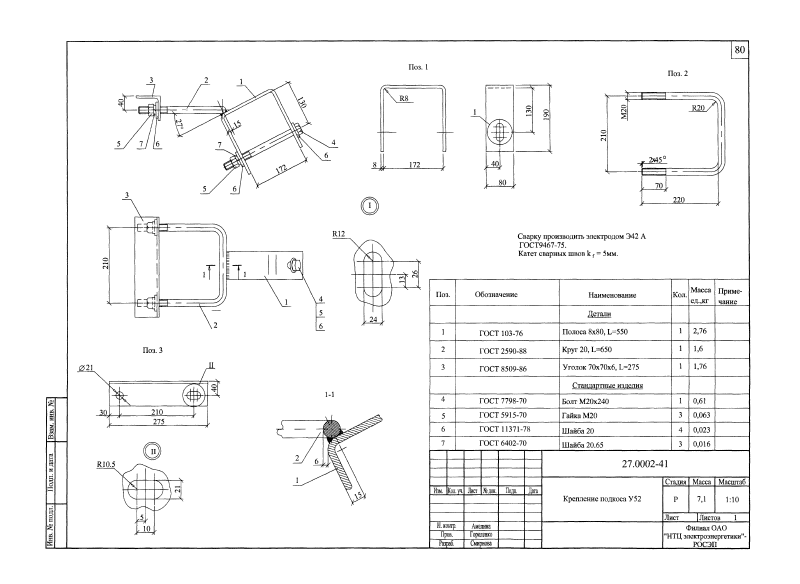 80
Поз. 1
Поз. 2
3
2
1
40
27°
15
130
172
5
7
6
7
5
6
4
6
R8
8
172
1
130
190
40
80
M20
210
R20
2x45°
70
220
3
210
1
1
1
2
4
5
6
I
R12
13
26
24
Сварку производить электродом Э42 А
ГОСТ9467-75.
Катет сварных швов k f = 5мм.
Поз. 3
Ø21
II
40
30
210
275
II
R10.5
21
5
10
1-1
2
6
1
15
Поз. Обозначение Наименование Кол. Масса ед.,кг Приме-чание
Детали
1 ГОСТ 103-76 Полоса 8x80, L=550 1 2,76
2 ГОСТ 2590-88 Круг 20, L=650 1 1,6
3 ГОСТ 8509-86 Уголок 70x70x6, L=275 1 1,76
Стандартные изделия
4 ГОСТ 7798-70 Болт M20x240 1 0,61
5 ГОСТ 5915-70 Гайка M20 3 0,063
6 ГОСТ 11371-78 Шайба 20 4 0,023
7 ГОСТ 6402-70 Шайба 20.65 3 0,016
27.0002-41
Изм. Кол. уч. Лист № док. Подп. Дата
Крепление подкоса У52
Стадия Масса Масштаб
Р 7,1 1:10
Лист Листов 1
Н. контр. Амелина
Пров.
Разраб. Смирнова
Филиал ОАО
"НТЦ электроэнергетики"-
РОСЭП
Взам. инв. №
Подп. и дата
Инв. № подл.